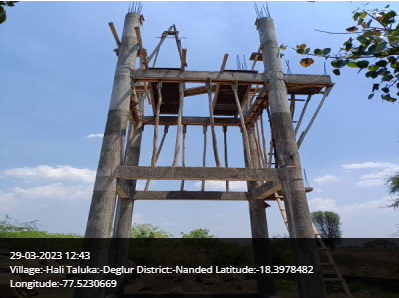 29-03-2023 12:43
Village:-Hali Taluka:-Deglur District:-Nanded Latitude:-18.3978482
Longitude:-77.5230669